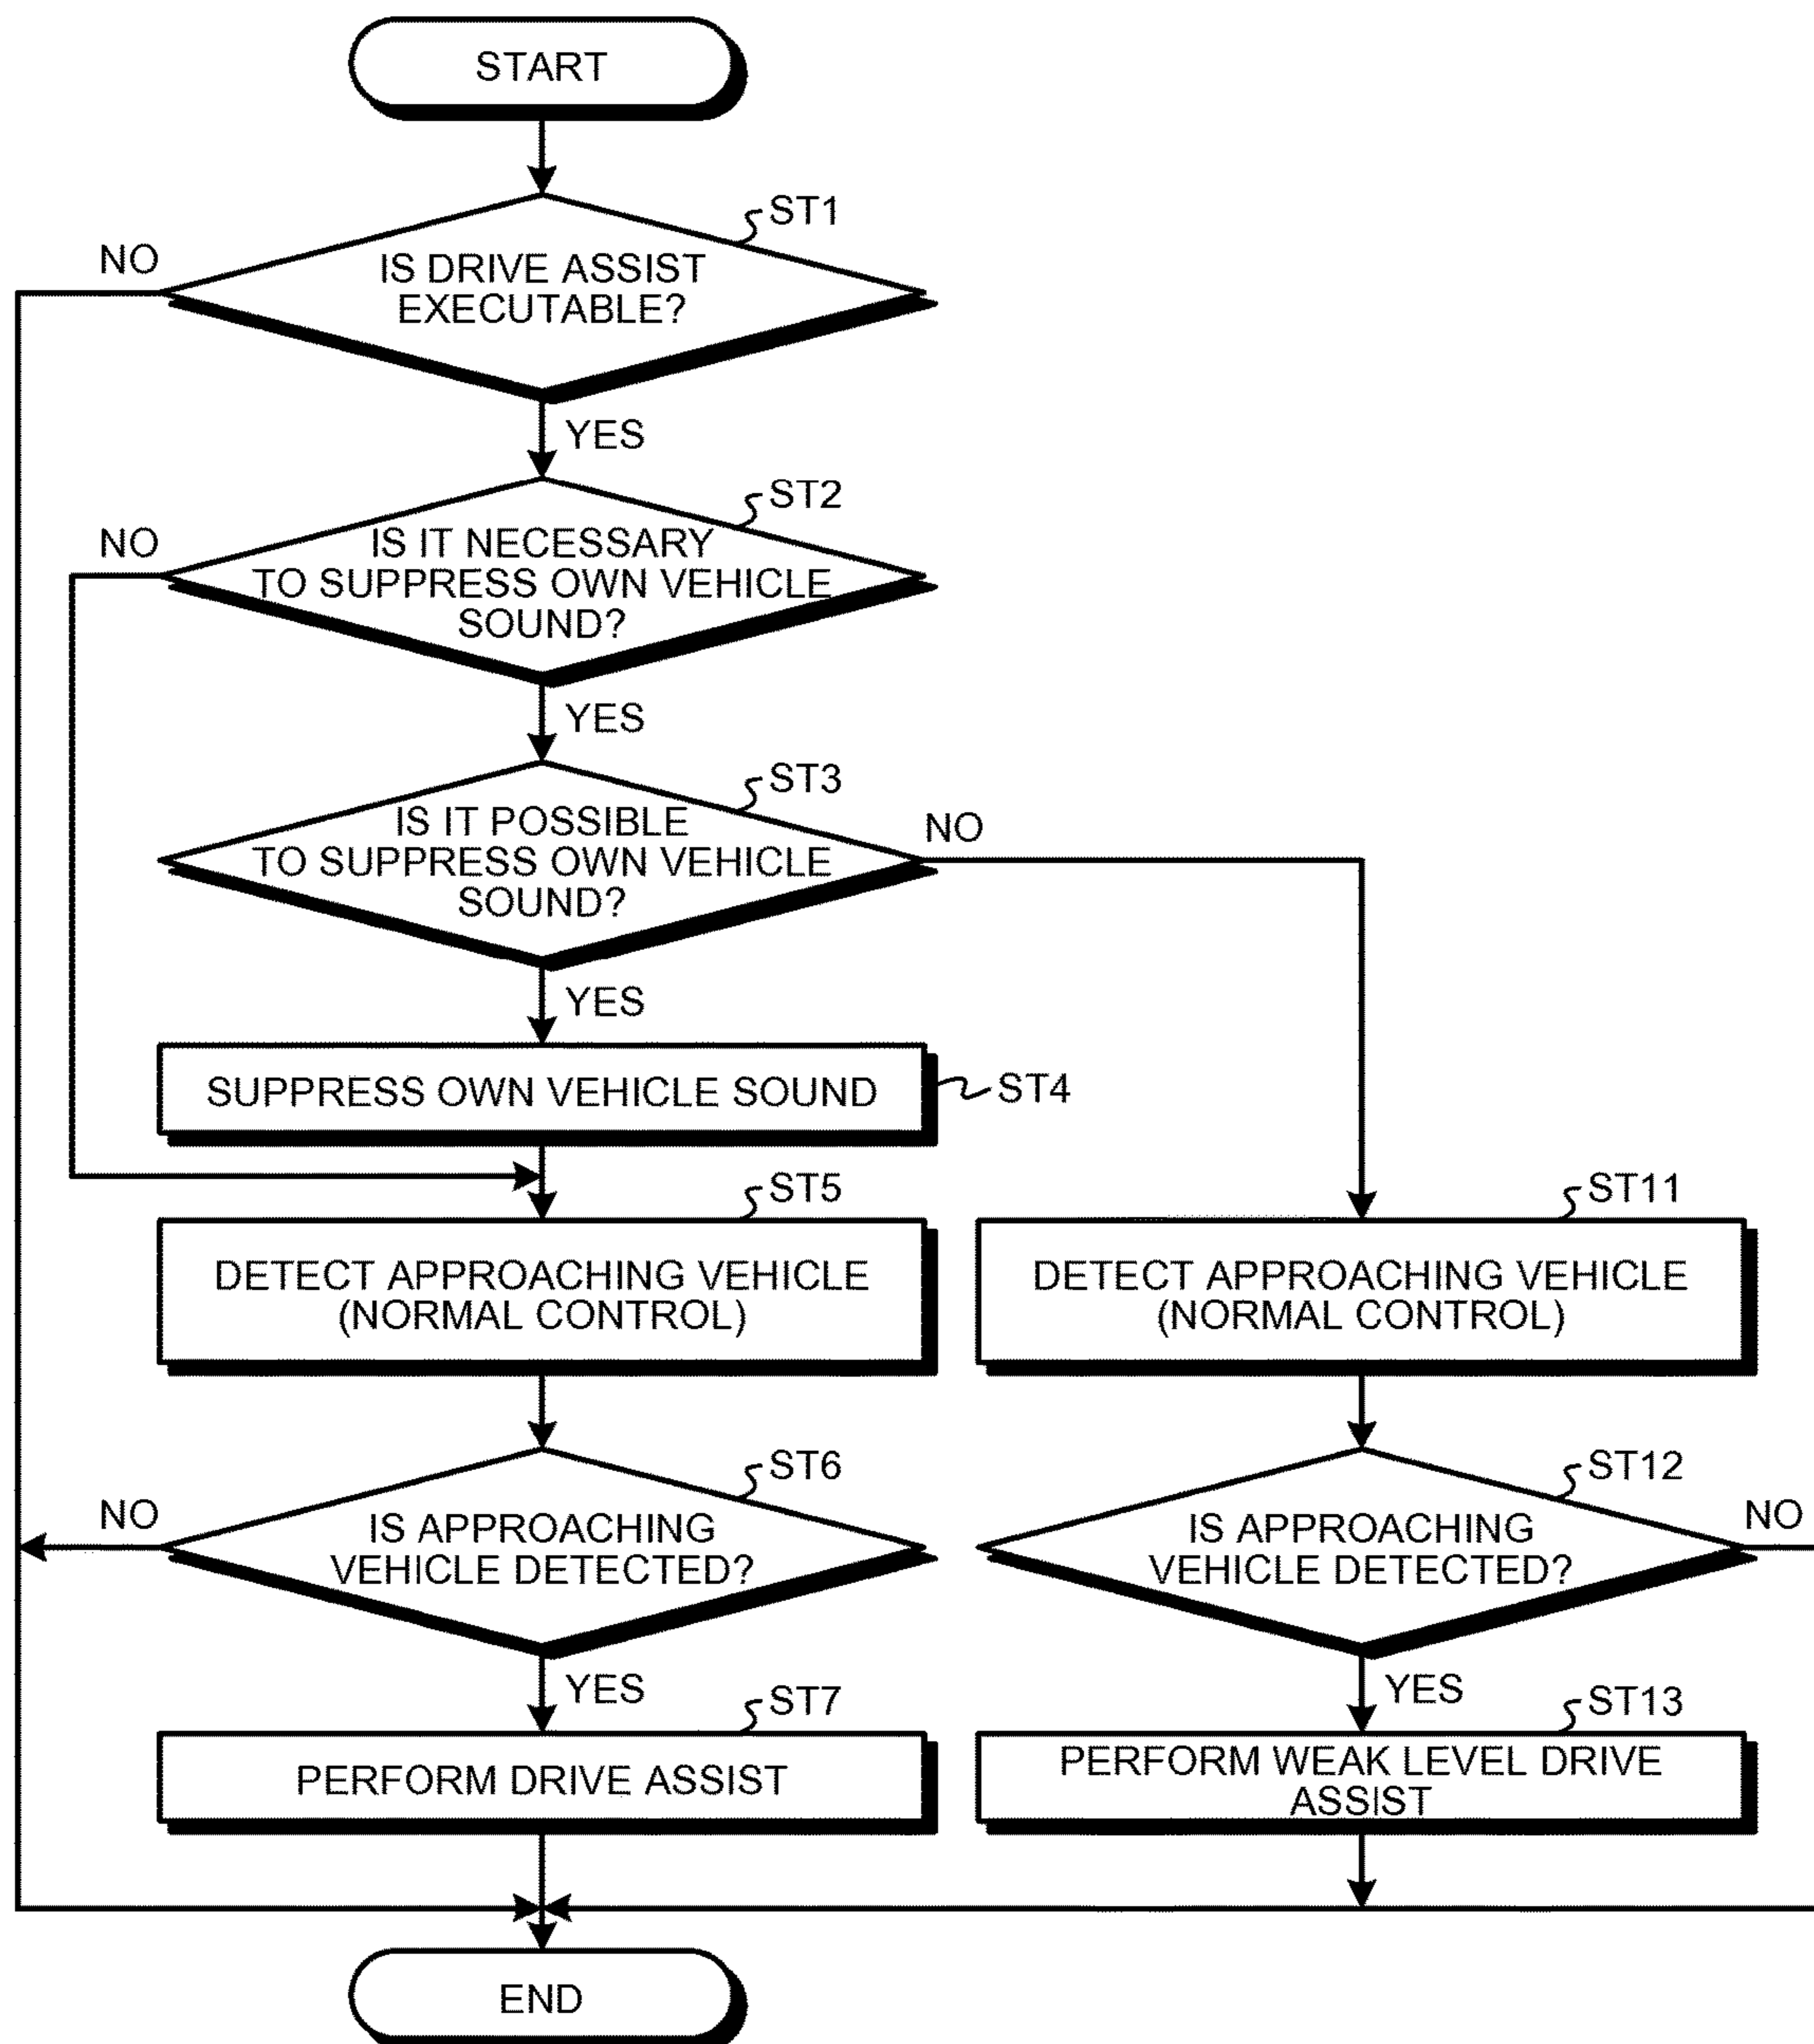 START
ST1
NO
IS DRIVE ASSIST
EXECUTABLE?
YES
ST2
NO
IS IT NECESSARY
TO SUPPRESS OWN VEHICLE
SOUND?
YES
ST3
IS IT POSSIBLE
TO SUPPRESS OWN VEHICLE
SOUND?
NO
YES
SUPPRESS OWN VEHICLE SOUND
ST4
ST5
DETECT APPROACHING VEHICLE
(NORMAL CONTROL)
ST11
DETECT APPROACHING VEHICLE
(NORMAL CONTROL)
ST6
NO
IS APPROACHING
VEHICLE DETECTED?
ST12
IS APPROACHING
VEHICLE DETECTED?
NO
YES
ST7
PERFORM DRIVE ASSIST
YES
ST13
PERFORM WEAK LEVEL DRIVE
ASSIST
END